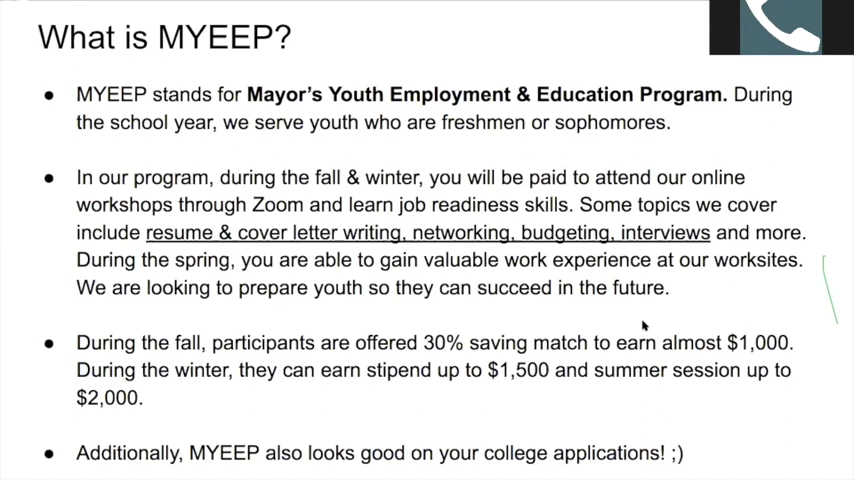 What is MYEEP?
● MYEEP stands for Mayor's Youth Employment & Education Program. During
the school year, we serve youth who are freshmen or sophomores.
● In our program, during the fall & winter, you will be paid to attend our online
workshops through Zoom and learn job readiness skills. Some topics we cover
include resume & cover letter writing, networking, budgeting, interviews and more.
During the spring, you are able to gain valuable work experience at our worksites.
We are looking to prepare youth so they can succeed in the future.
● During the fall, participants are offered 30% saving match to earn almost $1,000.
During the winter, they can earn stipend up to $1,500 and summer session up to
$2,000.
● Additionally, MYEEP also looks good on your college applications! ;)